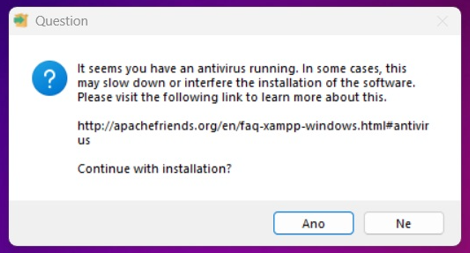 Question
It seems you have an antivirus running. In some cases, this
may slow down or interfere the installation of the software.
Please visit the following link to learn more about this.
http://apachefriends.org/en/faq-xampp-windows.html#antivir
us
Continue with installation?
Ano
Ne